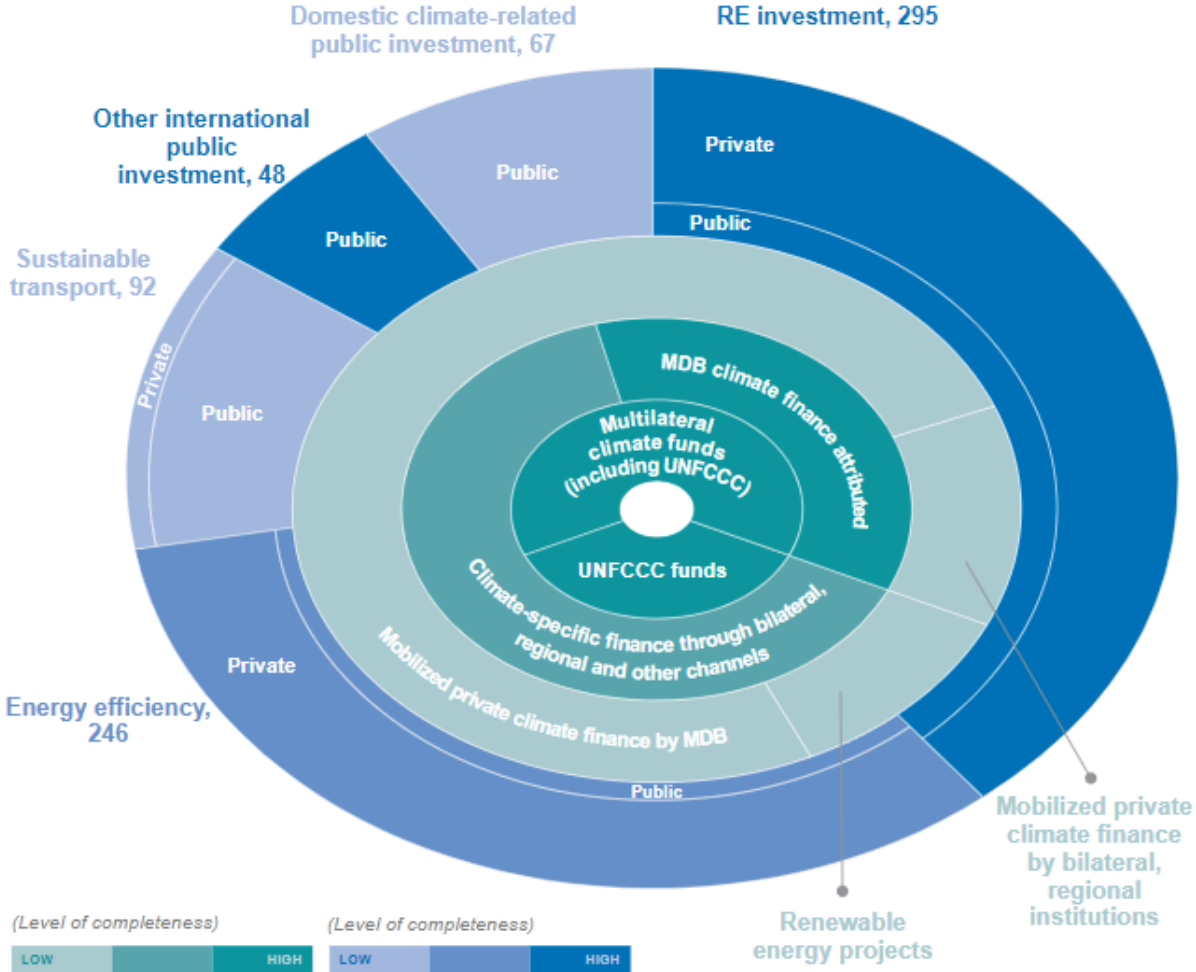 Domestic climate-related
public investment, 67
RE investment, 295
Other international
public
investment, 48
Private
Public
Public
Public
Sustainable
transport, 92
Private
Public
MDB climate finance attributed
Multilateral
climate funds
(including UNFCCC)
UNFCCC funds
Climate-specific finance through bilateral,
regional and other channels
Mobilized private climate finance by MDB
Private
Energy efficiency,
246
Public
Mobilized private
climate finance
by bilateral,
regional
institutions
Renewable
energy projects
(Level of completeness)
LOW HIGH
(Level of completeness)
LOW HIGH